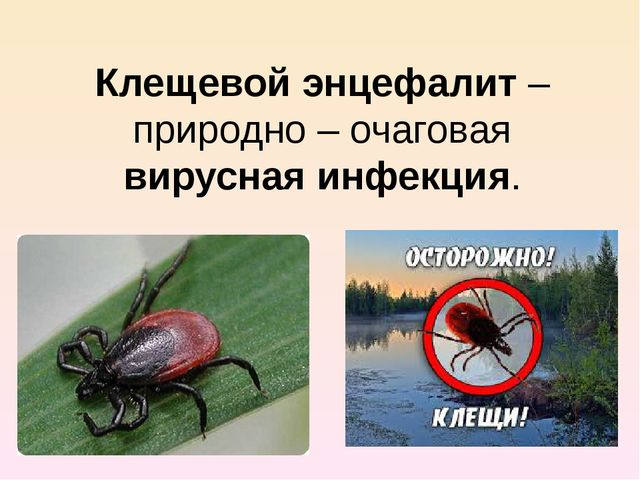 Клещевой энцефалит –
природно – очаговая
вирусная инфекция.
ОСТОРОЖНО!
КЛЕЩИ!